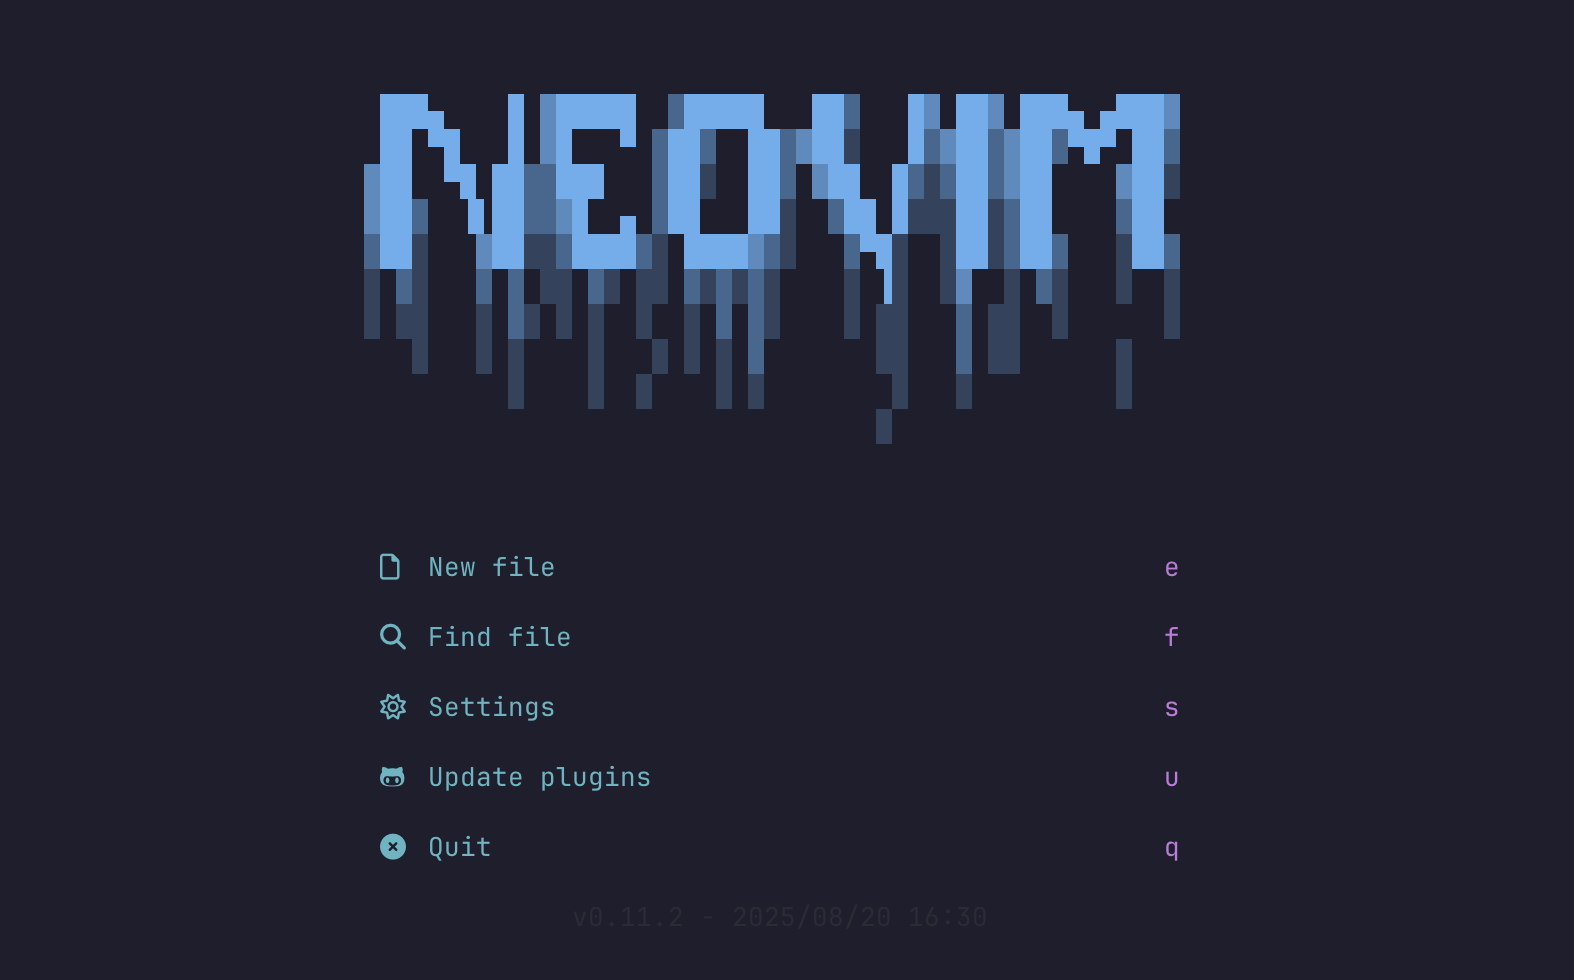 NEOVIM
New file e
Find file f
Settings s
Update plugins u
Quit q
v0.11.2 - 2025/08/20 16:30